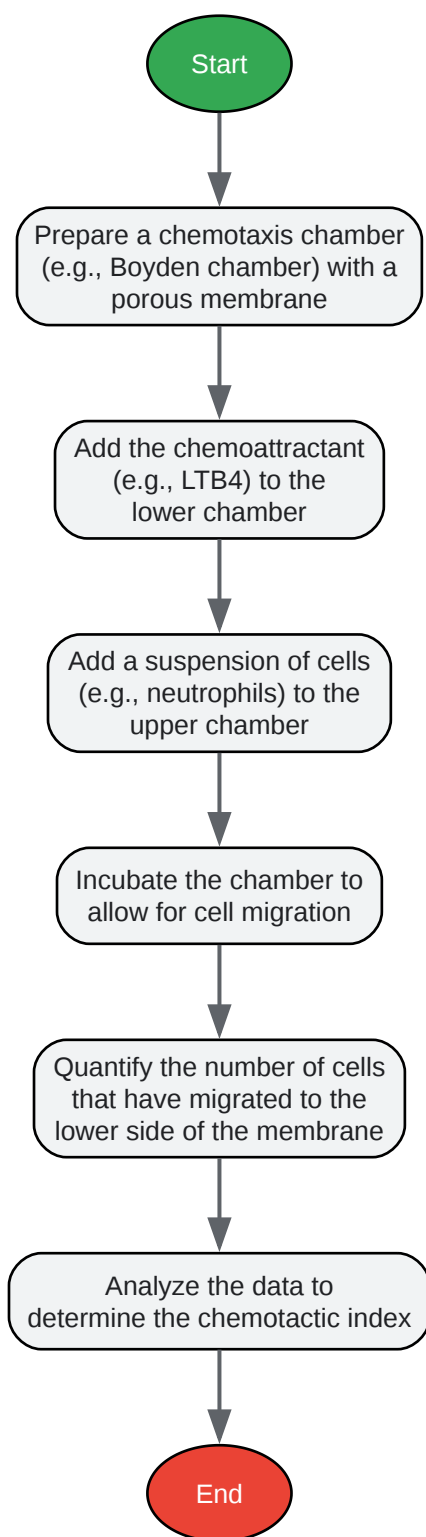 Start
Prepare a chemotaxis chamber
(e.g., Boyden chamber) with a
porous membrane
Add the chemoattractant
(e.g., LTB4) to the
lower chamber
Add a suspension of cells
(e.g., neutrophils) to the
upper chamber
Incubate the chamber to
allow for cell migration
Quantify the number of cells
that have migrated to the
lower side of the membrane
Analyze the data to
determine the chemotactic index
End